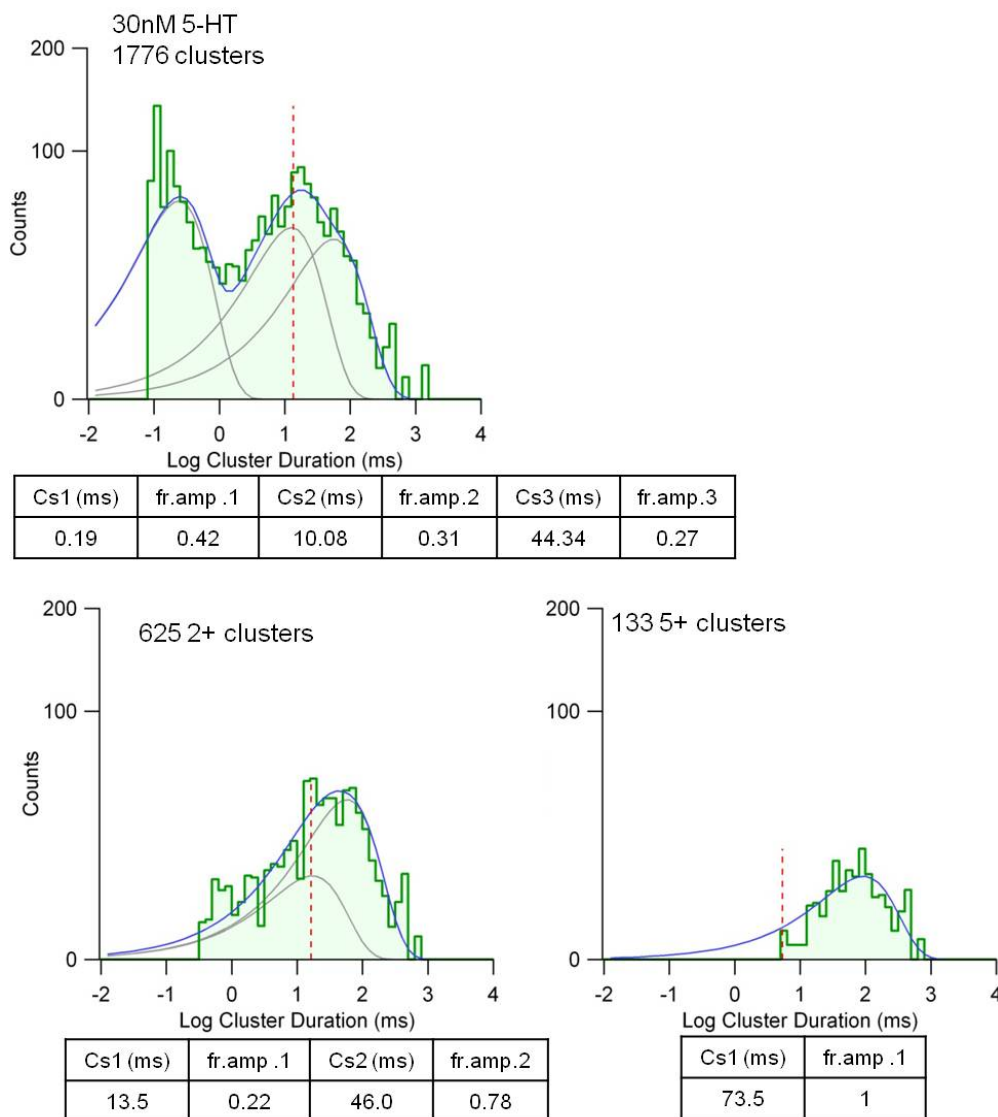 30nM 5-HT
1776 clusters
200
100
0
Counts
-2 -1 0 1 2 3 4
Log Cluster Duration (ms)
Cs1 (ms) fr.amp .1 Cs2 (ms) fr.amp.2 Cs3 (ms) fr.amp.3
0.19 0.42 10.08 0.31 44.34 0.27
625 2+ clusters
200
100
0
Counts
-2 -1 0 1 2 3 4
Log Cluster Duration (ms)
Cs1 (ms) fr.amp .1 Cs2 (ms) fr.amp.2
13.5 0.22 46.0 0.78
133 5+ clusters
200
100
0
-2 -1 0 1 2 3 4
Log Cluster Duration (ms)
Cs1 (ms) fr.amp .1
73.5 1